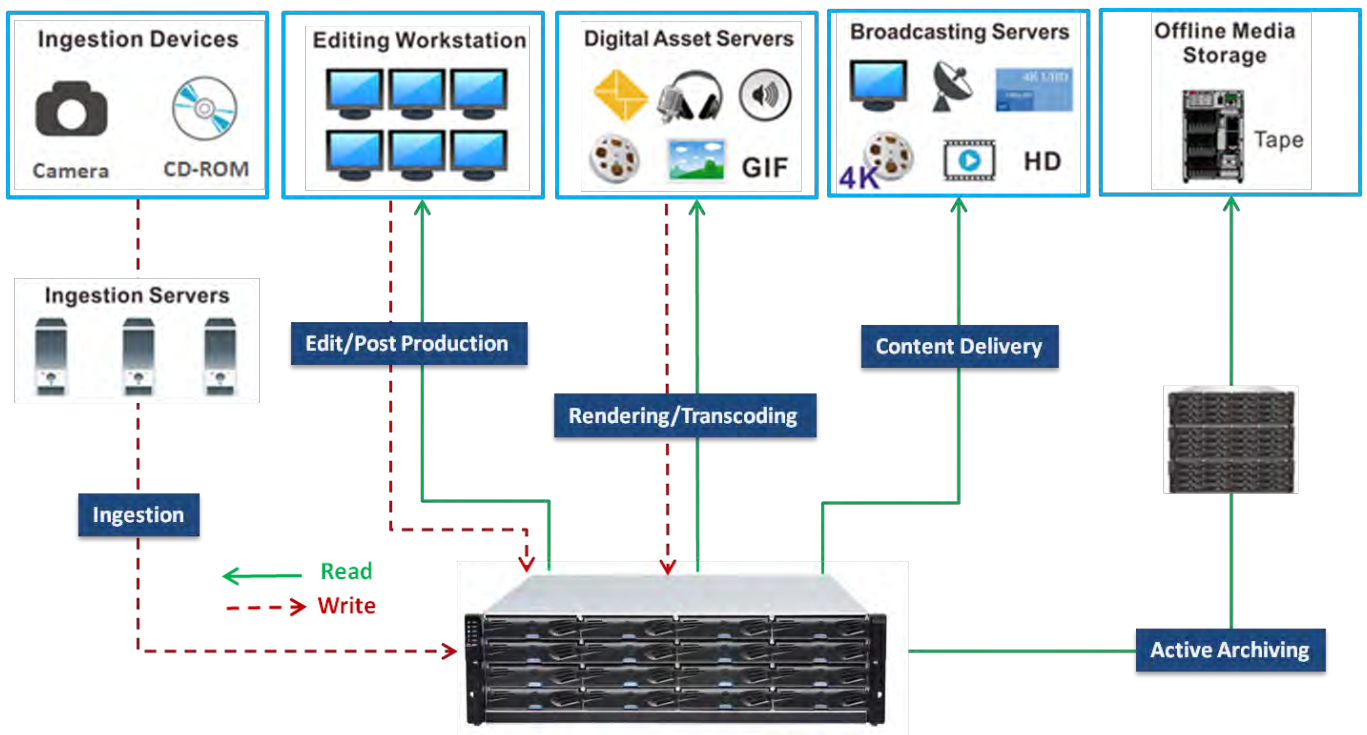 Ingestion Devices
Camera
CD-ROM
Editing Workstation
Digital Asset Servers
GIF
Broadcasting Servers
4K UHD
4K
HD
Offline Media
Storage
Tape
Ingestion Servers
Edit/Post Production
Content Delivery
Rendering/Transcoding
Ingestion
Read
Write
Active Archiving